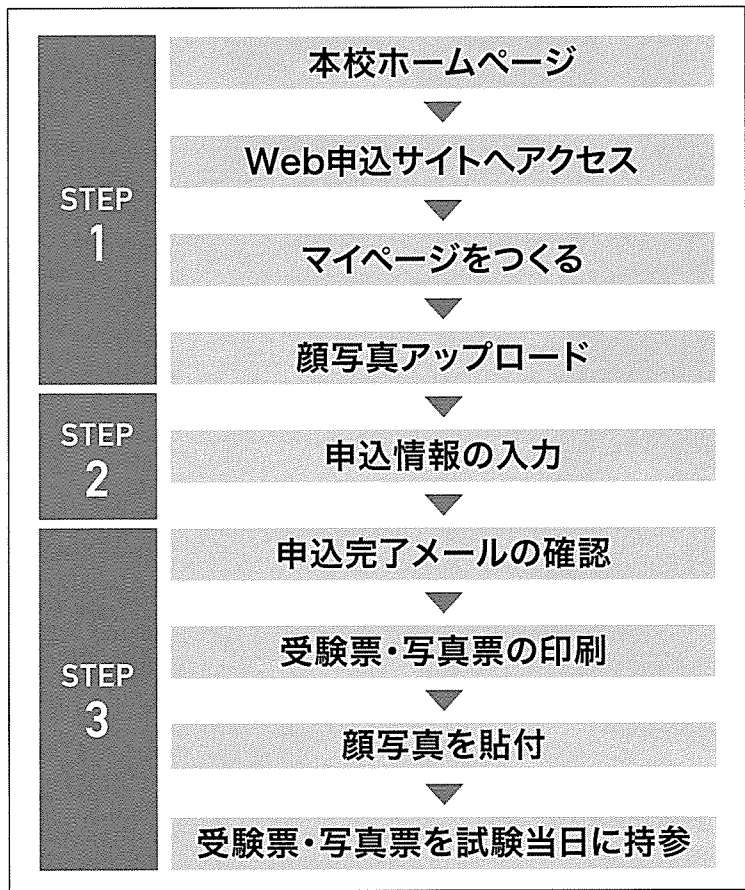 STEP
1
本校ホームページ
Web申込サイトへアクセス
マイページをつくる
顔写真アップロード
STEP
2
申込情報の入力
STEP
3
申込完了メールの確認
受験票・写真票の印刷
顔写真を貼付
受験票・写真票を試験当日に持参